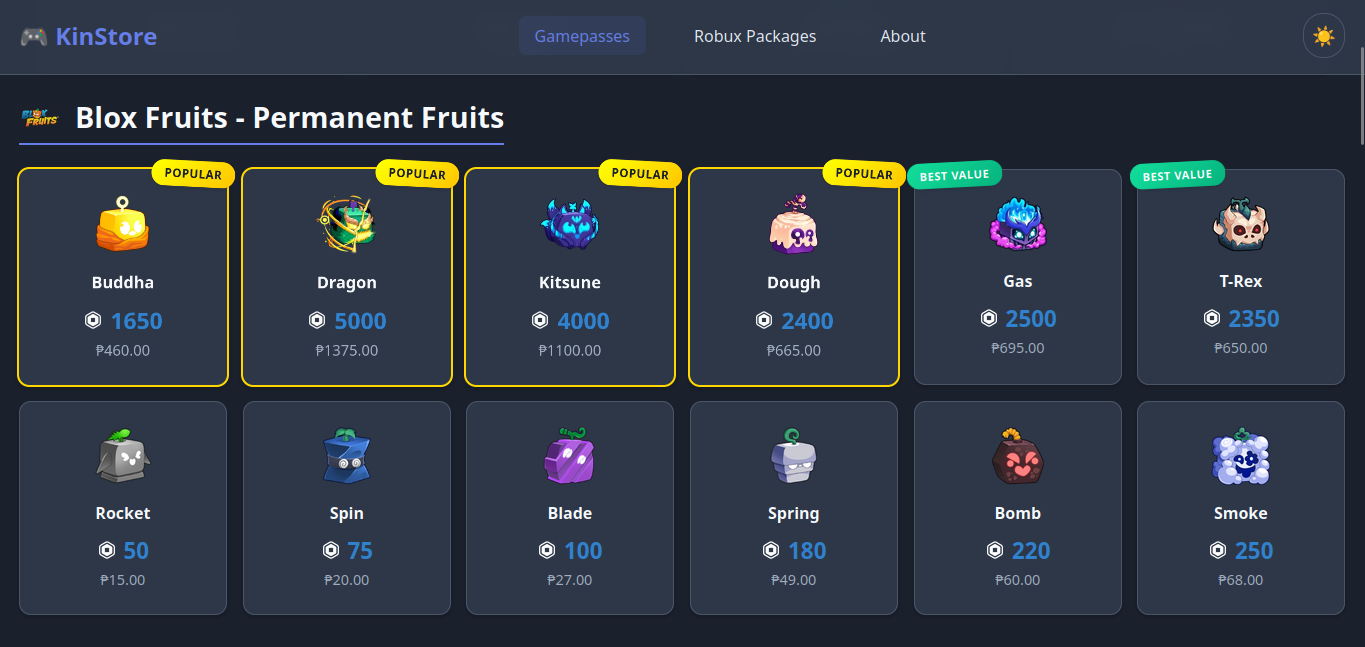 KinStore
Gamepasses
Robux Packages
About
BLOX FRUITS
Blox Fruits - Permanent Fruits
POPULAR
Buddha
1650
₱460.00
POPULAR
Dragon
5000
₱1375.00
POPULAR
Kitsune
4000
₱1100.00
POPULAR
Dough
2400
₱665.00
BEST VALUE
Gas
2500
₱695.00
BEST VALUE
T-Rex
2350
₱650.00
Rocket
50
₱15.00
Spin
75
₱20.00
Blade
100
₱27.00
Spring
180
₱49.00
Bomb
220
₱60.00
Smoke
250
₱68.00